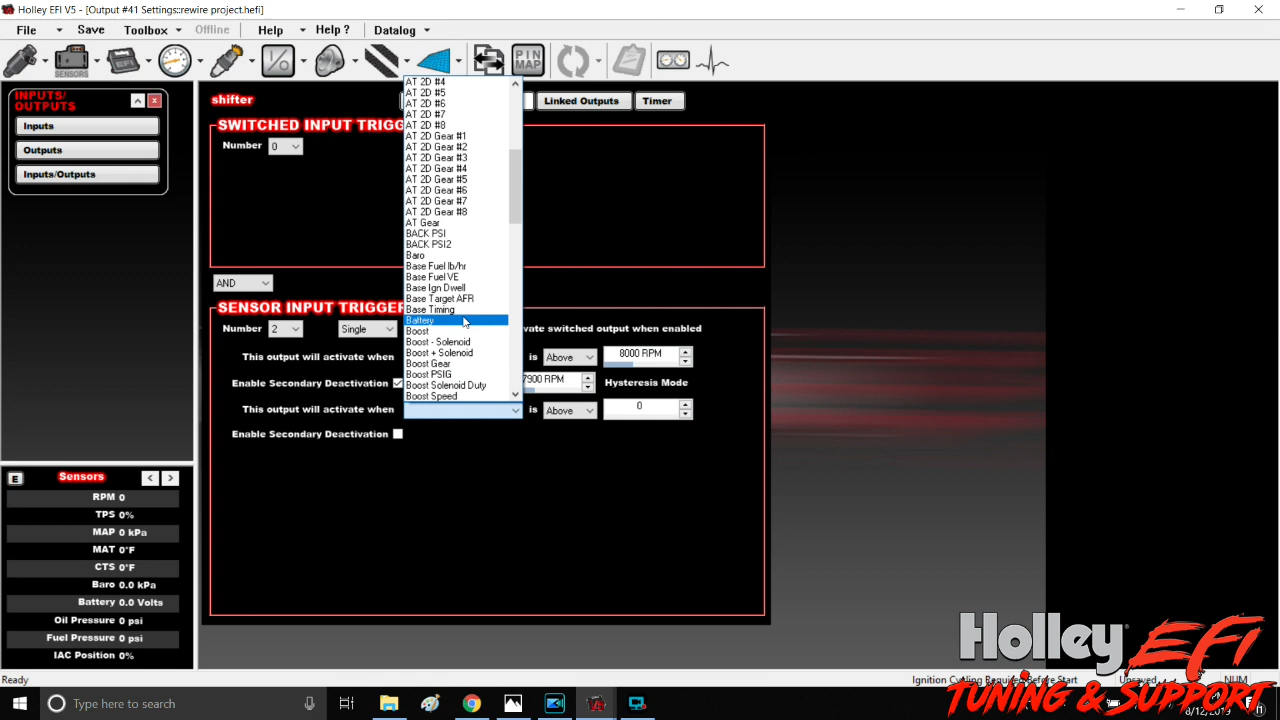 Holley EFI V5 - [Output #41 Settings::rewire project.hefi]
File Save Toolbox Offline Help Help ? Datalog
SENSORS
I/O
PIN MAP
INPUTS/
OUTPUTS
Inputs
Outputs
Inputs/Outputs
shifter
Linked Outputs
Timer
SWITCHED INPUT TRIGG
Number 0
AND
SENSOR INPUT TRIGGER
Number 2 Single
vate switched output when enabled
This output will activate when
is Above 8000 RPM
Enable Secondary Deactivation
7900 RPM Hysteresis Mode
This output will activate when
is Above 0
Enable Secondary Deactivation
AT 2D #4
AT 2D #5
AT 2D #6
AT 2D #7
AT 2D #8
AT 2D Gear #1
AT 2D Gear #2
AT 2D Gear #3
AT 2D Gear #4
AT 2D Gear #5
AT 2D Gear #6
AT 2D Gear #7
AT 2D Gear #8
AT Gear
BACK PSI
BACK PSI2
Baro
Base Fuel lb/hr
Base Fuel VE
Base Ign Dwell
Base Target AFR
Base Timing
Battery
Boost
Boost - Solenoid
Boost + Solenoid
Boost Gear
Boost PSIG
Boost Solenoid Duty
Boost Speed
E Sensors < >
RPM 0
TPS 0%
MAP 0 kPa
MAT 0°F
CTS 0°F
Baro 0.0 kPa
Battery 0.0 Volts
Oil Pressure 0 psi
Fuel Pressure 0 psi
IAC Position 0%
Holley® EFI
TUNING & SUPPORT
Ready
Ignition Cycling Required Before Start
Unsaved
NUM
Type here to search
8/12/2019